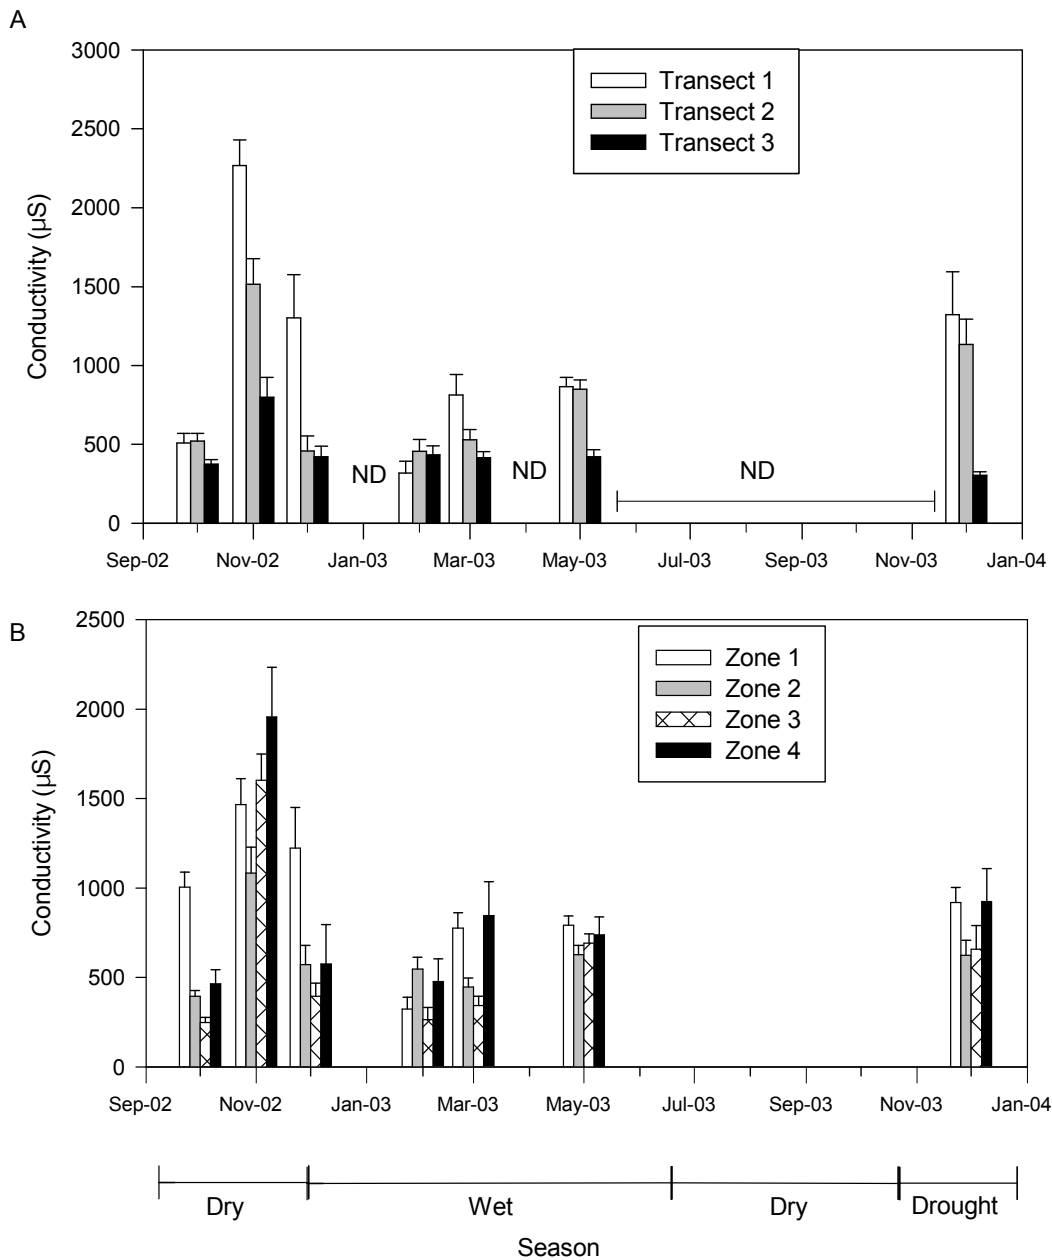 A
3000
2500
2000
1500
1000
500
0
Conductivity (µS)
Transect 1
Transect 2
Transect 3
ND
ND
ND
Sep-02 Nov-02 Jan-03 Mar-03 May-03 Jul-03 Sep-03 Nov-03 Jan-04
B
2500
2000
1500
1000
500
0
Conductivity (µS)
Zone 1
Zone 2
Zone 3
Zone 4
Sep-02 Nov-02 Jan-03 Mar-03 May-03 Jul-03 Sep-03 Nov-03 Jan-04
Dry Wet Dry Drought
Season